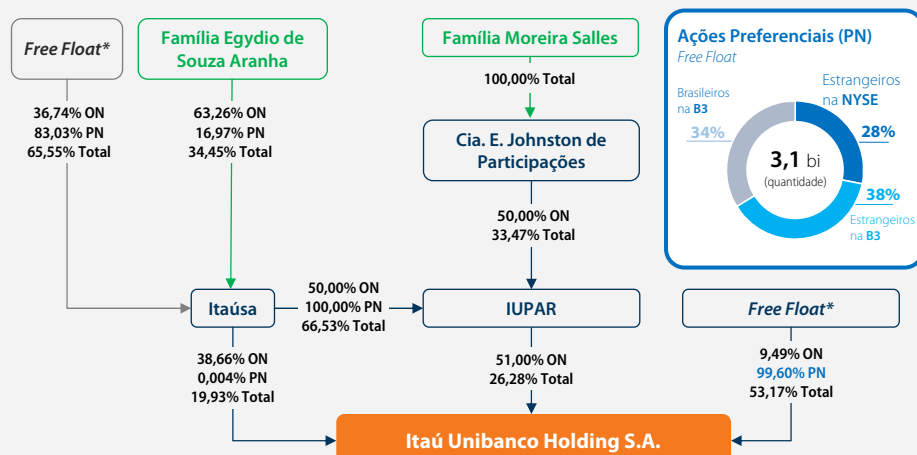 Free Float*
36,74% ON
83,03% PN
65,55% Total
Família Egydio de
Souza Aranha
63,26% ON
16,97% PN
34,45% Total
Família Moreira Salles
100,00% Total
Cia. E. Johnston de
Participações
50,00% ON
33,47% Total
Ações Preferenciais (PN)
Free Float
Brasileiros
na B3
34%
Estrangeiros
na NYSE
28%
3,1 bi
(quantidade)
38%
Estrangeiros
na B3
Itaúsa
50,00% ON
100,00% PN
66,53% Total
IUPAR
Free Float*
38,66% ON
0,004% PN
19,93% Total
51,00% ON
26,28% Total
9,49% ON
99,60% PN
53,17% Total
Itaú Unibanco Holding S.A.